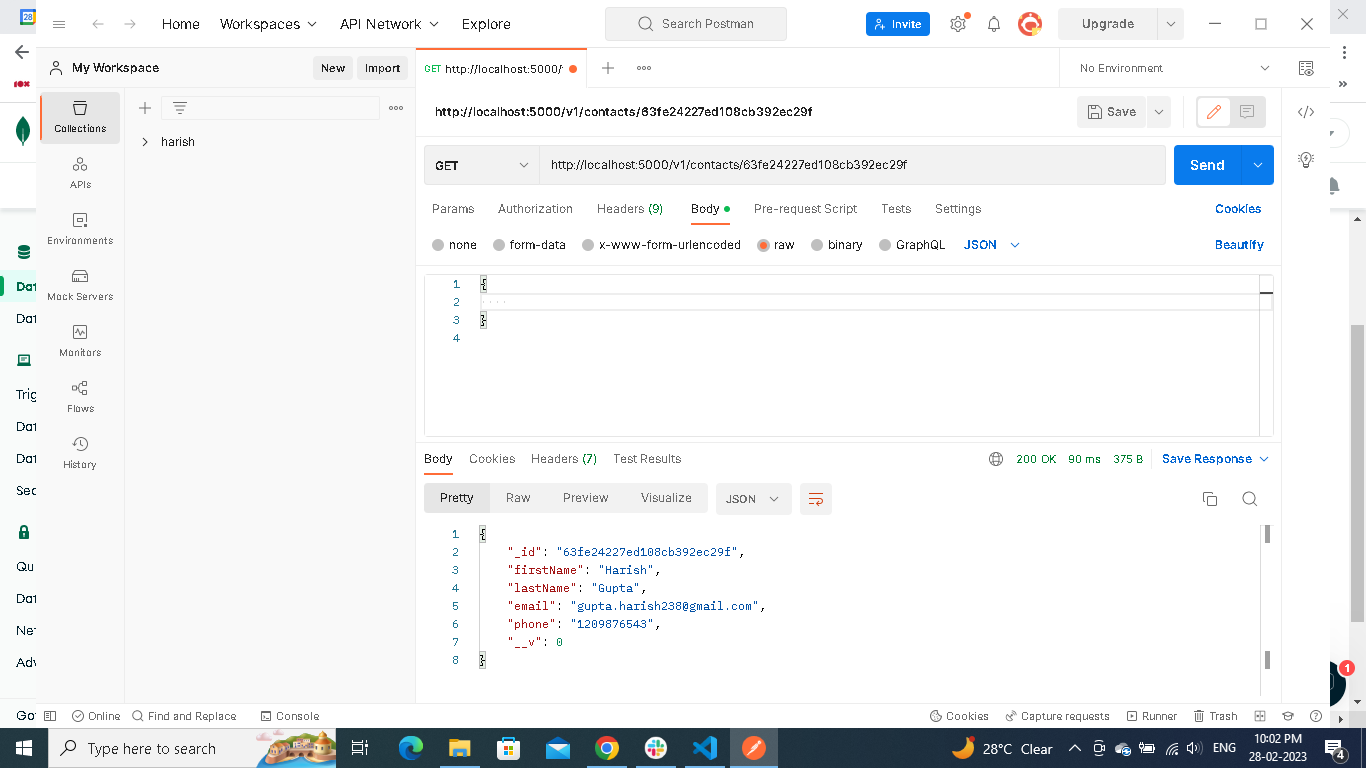 28
Home
Workspaces
API Network
Explore
Search Postman
Invite
Upgrade
My Workspace
New
Import
GET http://localhost:5000/
No Environment
Collections
harish
http://localhost:5000/v1/contacts/63fe24227ed108cb392ec29f
Save
APIs
GET
http://localhost:5000/v1/contacts/63fe24227ed108cb392ec29f
Send
Environments
Params
Authorization
Headers (9)
Body
Pre-request Script
Tests
Settings
Cookies
none
form-data
x-www-form-urlencoded
raw
binary
GraphQL
JSON
Beautify
Mock Servers
Monitors
Flows
History
1 {
2 ....
3 }
4
Body
Cookies
Headers (7)
Test Results
200 OK
90 ms
375 B
Save Response
Pretty
Raw
Preview
Visualize
JSON
1 {
2 "_id": "63fe24227ed108cb392ec29f",
3 "firstName": "Harish",
4 "lastName": "Gupta",
5 "email": "gupta.harish238@gmail.com",
6 "phone": "1209876543",
7 "__v": 0
8 }
Dat
Dat
Trig
Dat
Dat
Sea
Qu
Dat
Net
Adv
Got
1
Online
Find and Replace
Console
Cookies
Capture requests
Runner
Trash
Type here to search
28°C Clear
ENG
10:02 PM
28-02-2023
4